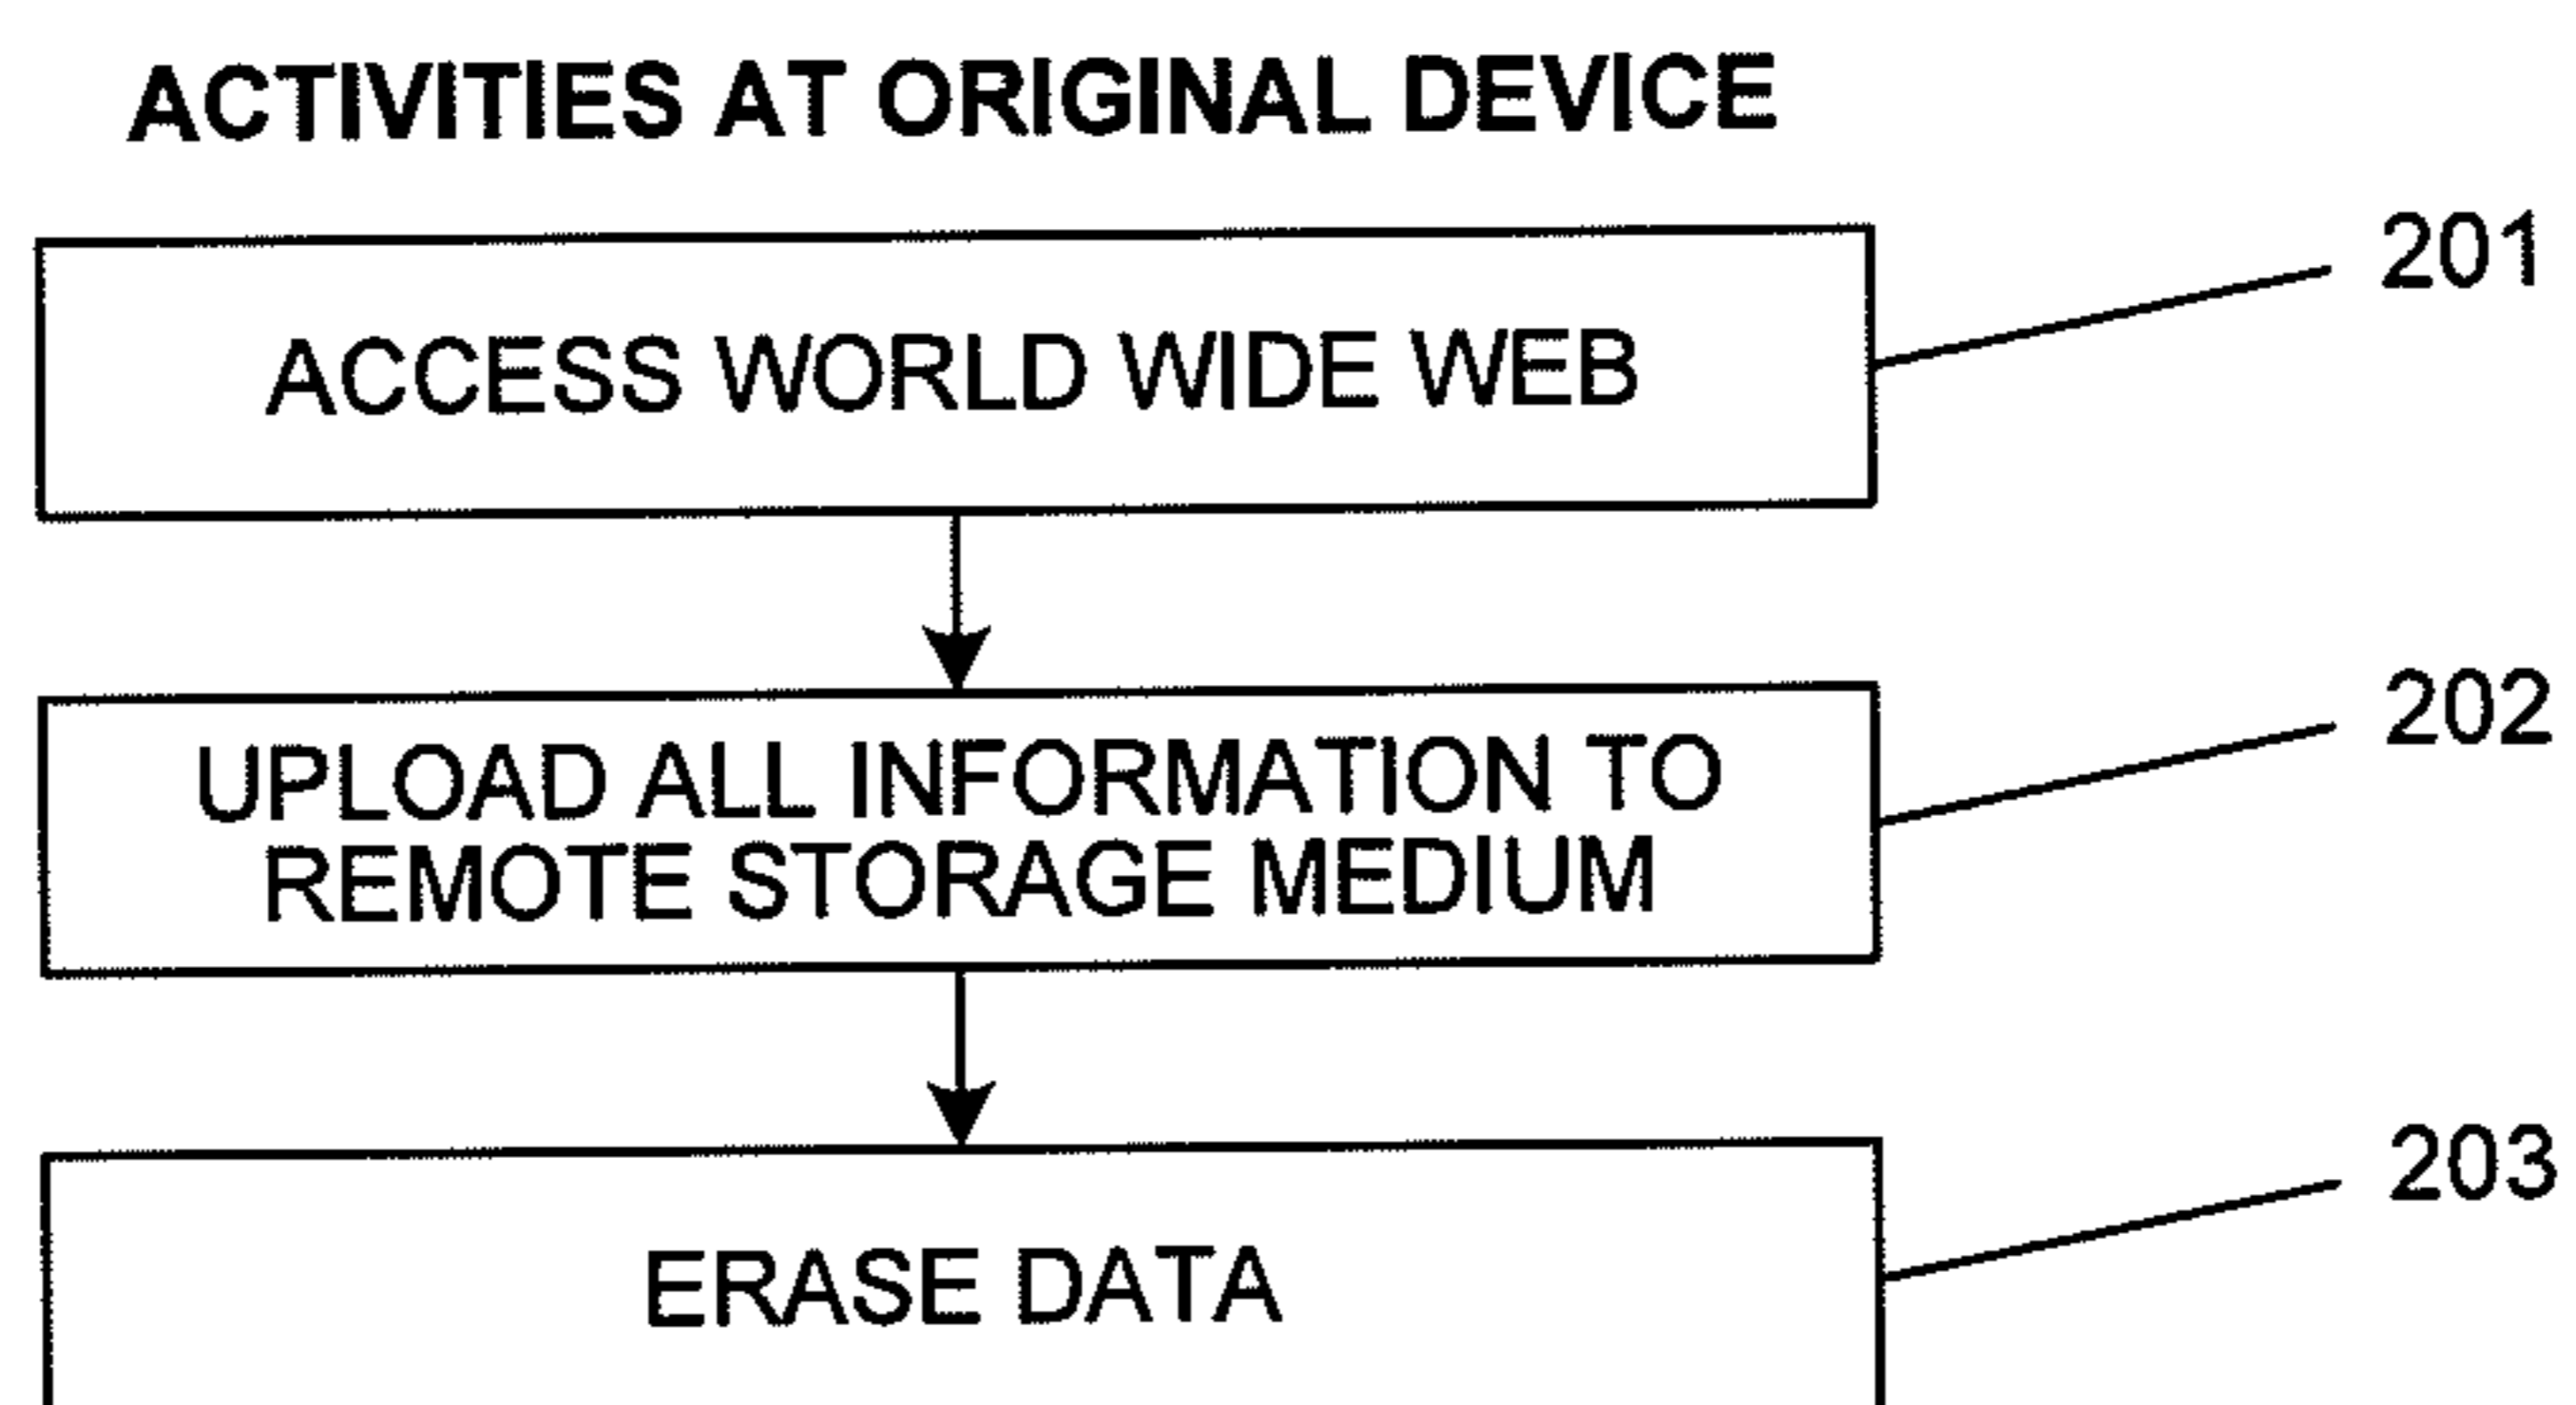 ACTIVITIES AT ORIGINAL DEVICE
201
ACCESS WORLD WIDE WEB
202
UPLOAD ALL INFORMATION TO
REMOTE STORAGE MEDIUM
203
ERASE DATA